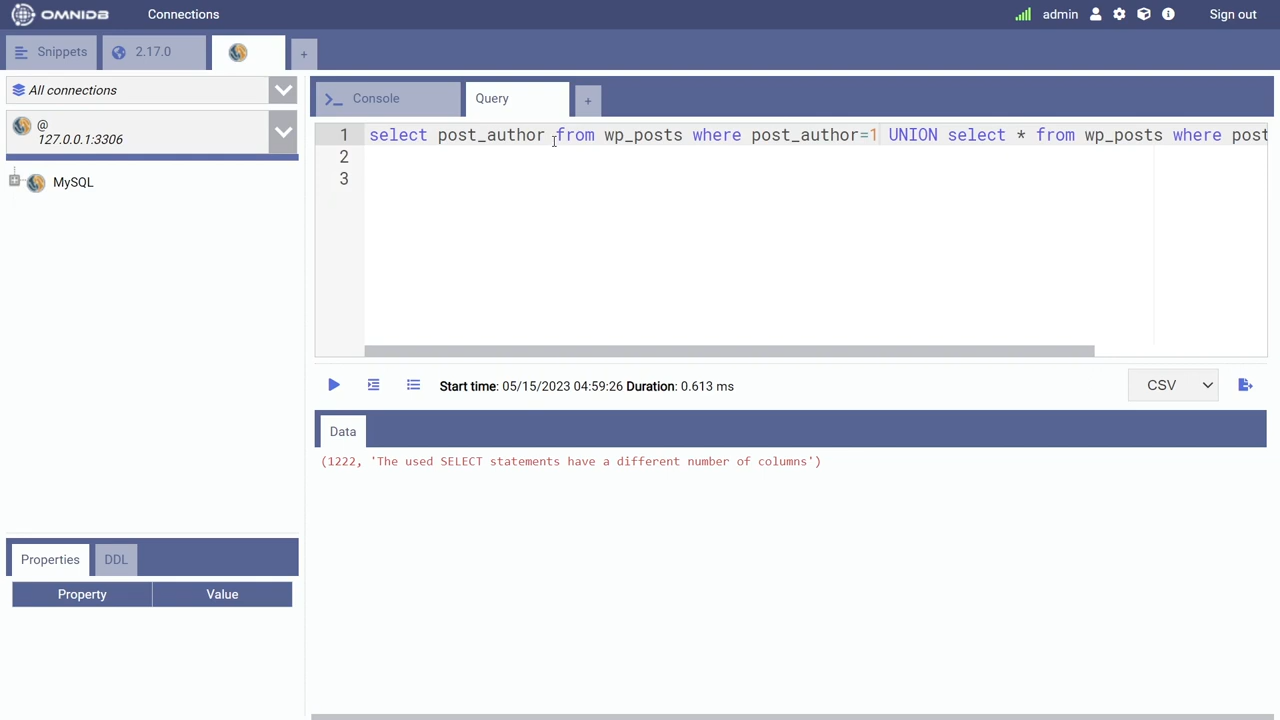 OMNIDB Connections admin Sign out
Snippets 2.17.0 +
All connections
@
127.0.0.1:3306
MySQL
Properties DDL
Property Value
Console Query +
1 select post_author from wp_posts where post_author=1 UNION select * from wp_posts where post
2
3
Start time: 05/15/2023 04:59:26 Duration: 0.613 ms CSV
Data
(1222, 'The used SELECT statements have a different number of columns')